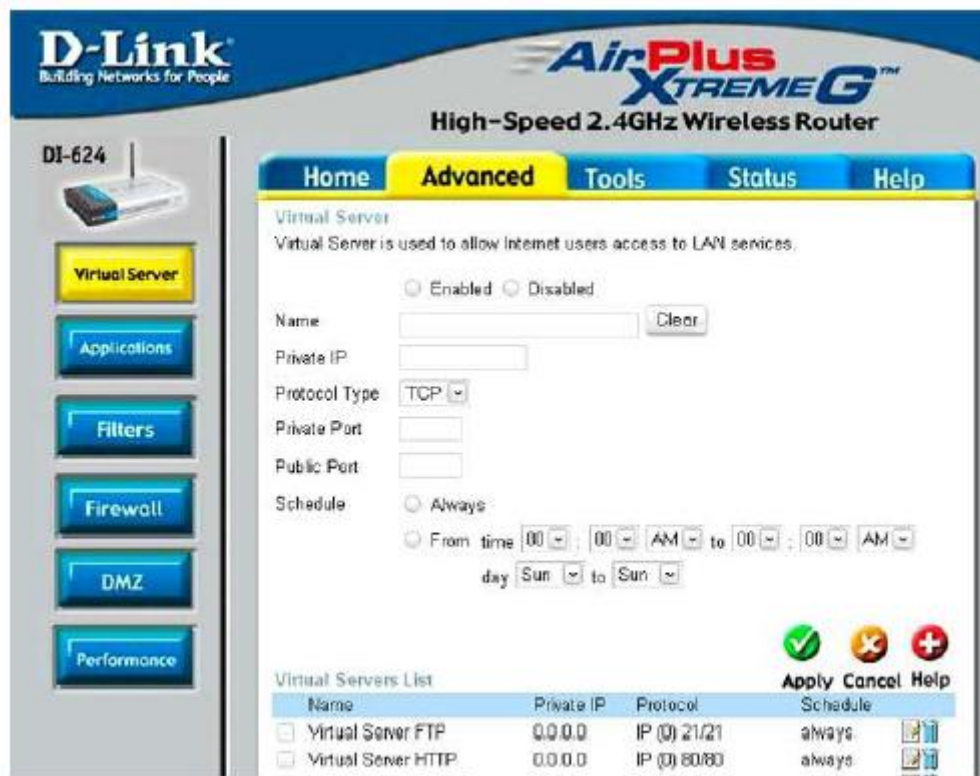 D-Link
Building Networks for People
AirPlus
XTREME G™
High-Speed 2.4GHz Wireless Router
DI-624
Home Advanced Tools Status Help
Virtual Server
Applications
Filters
Firewall
DMZ
Performance
Virtual Server
Virtual Server is used to allow Internet users access to LAN services.
Enabled Disabled
Name Clear
Private IP
Protocol Type TCP
Private Port
Public Port
Schedule Always
From time 00 : 00 AM to 00 : 00 AM
day Sun to Sun
Apply Cancel Help
Virtual Servers List
Name Private IP Protocol Schedule
Virtual Server FTP 0.0.0.0 IP (0) 21/21 always
Virtual Server HTTP 0.0.0.0 IP (0) 80/80 always